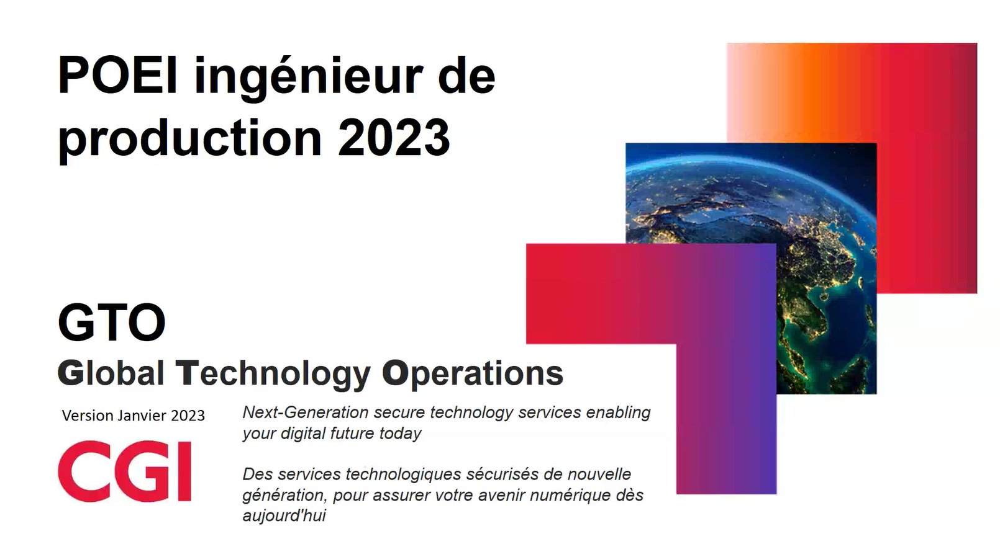 POEI ingénieur de
production 2023
GTO
Global Technology Operations
Version Janvier 2023
Next-Generation secure technology services enabling
your digital future today
Des services technologiques sécurisés de nouvelle
génération, pour assurer votre avenir numérique dès
aujourd'hui
CGI